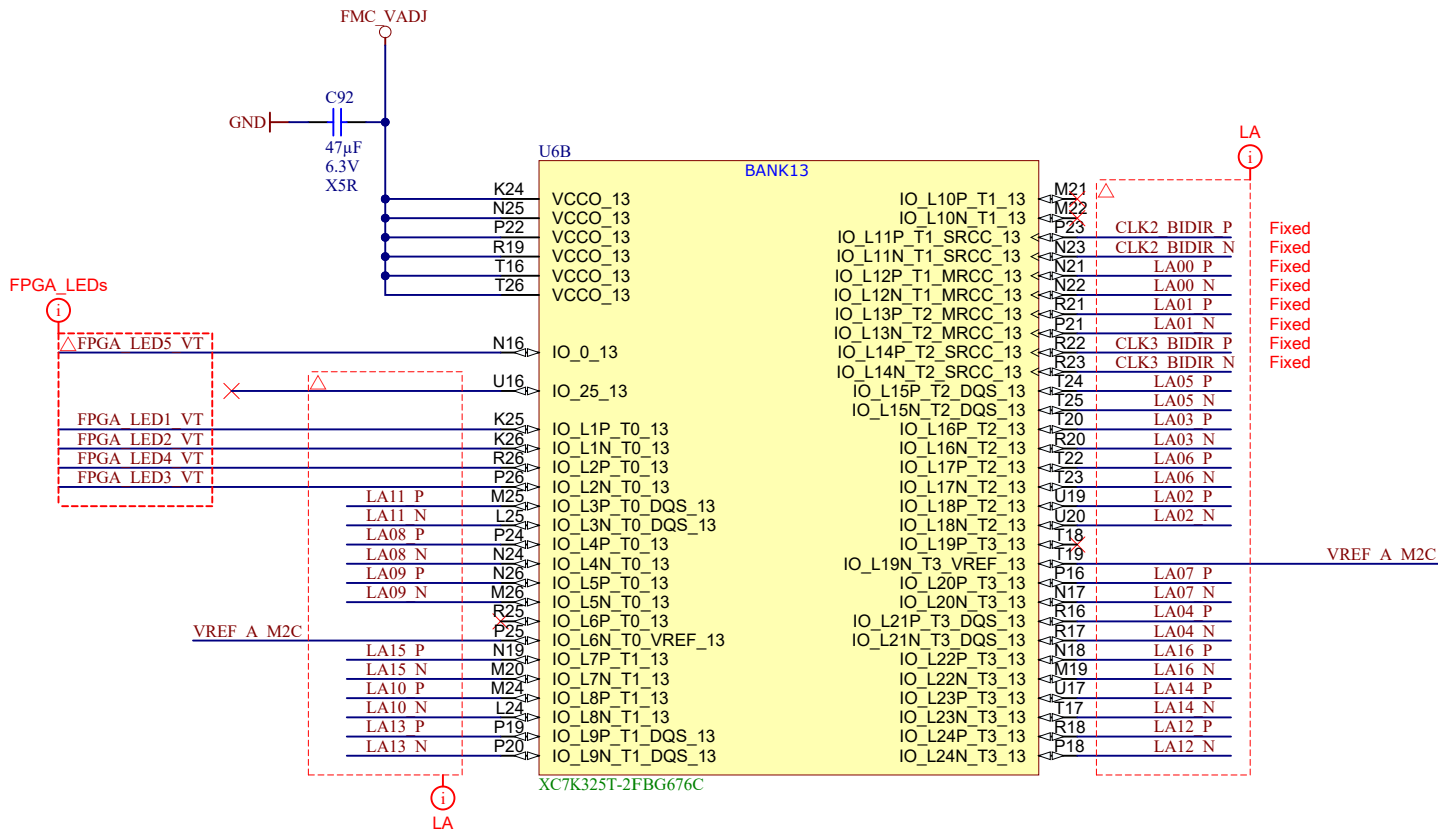 FMC_VADJ
C92
GND
47µF
6.3V
X5R
U6B
BANK13
LA
i
K24 VCCO_13
N25 VCCO_13
P22 VCCO_13
R19 VCCO_13
T16 VCCO_13
T26 VCCO_13
FPGA_LEDs
i
FPGA_LED5_VT N16 IO_0_13
U16 IO_25_13
FPGA_LED1_VT K25 IO_L1P_T0_13
FPGA_LED2_VT K26 IO_L1N_T0_13
FPGA_LED4_VT R26 IO_L2P_T0_13
FPGA_LED3_VT P26 IO_L2N_T0_13
LA11_P M25 IO_L3P_T0_DQS_13
LA11_N L25 IO_L3N_T0_DQS_13
LA08_P P24 IO_L4P_T0_13
LA08_N N24 IO_L4N_T0_13
LA09_P N26 IO_L5P_T0_13
LA09_N M26 IO_L5N_T0_13
R25 IO_L6P_T0_13
VREF_A_M2C P25 IO_L6N_T0_VREF_13
LA15_P N19 IO_L7P_T1_13
LA15_N M20 IO_L7N_T1_13
LA10_P M24 IO_L8P_T1_13
LA10_N L24 IO_L8N_T1_13
LA13_P P19 IO_L9P_T1_DQS_13
LA13_N P20 IO_L9N_T1_DQS_13
IO_L10P_T1_13 M21
IO_L10N_T1_13 M22
IO_L11P_T1_SRCC_13 P23 CLK2_BIDIR_P Fixed
IO_L11N_T1_SRCC_13 N23 CLK2_BIDIR_N Fixed
IO_L12P_T1_MRCC_13 N21 LA00_P Fixed
IO_L12N_T1_MRCC_13 N22 LA00_N Fixed
IO_L13P_T2_MRCC_13 R21 LA01_P Fixed
IO_L13N_T2_MRCC_13 P21 LA01_N Fixed
IO_L14P_T2_SRCC_13 R22 CLK3_BIDIR_P Fixed
IO_L14N_T2_SRCC_13 R23 CLK3_BIDIR_N Fixed
IO_L15P_T2_DQS_13 T24 LA05_P
IO_L15N_T2_DQS_13 T25 LA05_N
IO_L16P_T2_13 T20 LA03_P
IO_L16N_T2_13 R20 LA03_N
IO_L17P_T2_13 T22 LA06_P
IO_L17N_T2_13 T23 LA06_N
IO_L18P_T2_13 U19 LA02_P
IO_L18N_T2_13 U20 LA02_N
IO_L19P_T3_13 T18
IO_L19N_T3_VREF_13 T19 VREF_A_M2C
IO_L20P_T3_13 P16 LA07_P
IO_L20N_T3_13 N17 LA07_N
IO_L21P_T3_DQS_13 R16 LA04_P
IO_L21N_T3_DQS_13 R17 LA04_N
IO_L22P_T3_13 N18 LA16_P
IO_L22N_T3_13 M19 LA16_N
IO_L23P_T3_13 U17 LA14_P
IO_L23N_T3_13 T17 LA14_N
IO_L24P_T3_13 R18 LA12_P
IO_L24N_T3_13 P18 LA12_N
XC7K325T-2FBG676C
i
LA